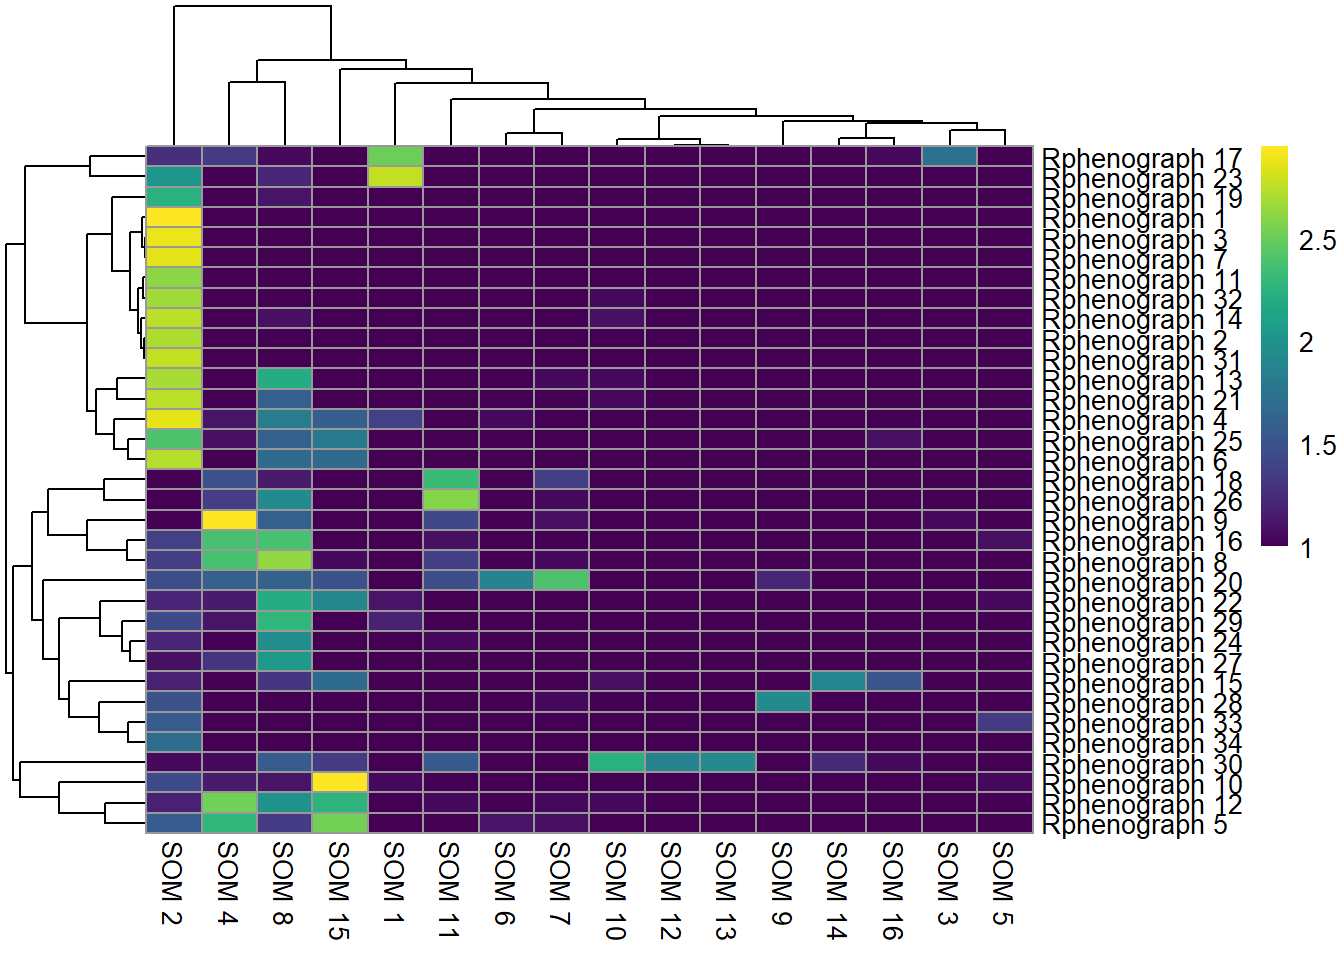 Rphenograph 17
Rphenograph 23
Rphenograph 19
Rphenograph 1
Rphenograph 3
Rphenograph 7
Rphenograph 11
Rphenograph 32
Rphenograph 14
Rphenograph 2
Rphenograph 31
Rphenograph 13
Rphenograph 21
Rphenograph 4
Rphenograph 25
Rphenograph 6
Rphenograph 18
Rphenograph 26
Rphenograph 9
Rphenograph 16
Rphenograph 8
Rphenograph 20
Rphenograph 22
Rphenograph 29
Rphenograph 24
Rphenograph 27
Rphenograph 15
Rphenograph 28
Rphenograph 33
Rphenograph 34
Rphenograph 30
Rphenograph 10
Rphenograph 12
Rphenograph 5
2.5
2
1.5
1
SOM 2
SOM 4
SOM 8
SOM 15
SOM 1
SOM 11
SOM 6
SOM 7
SOM 10
SOM 12
SOM 13
SOM 9
SOM 14
SOM 16
SOM 3
SOM 5